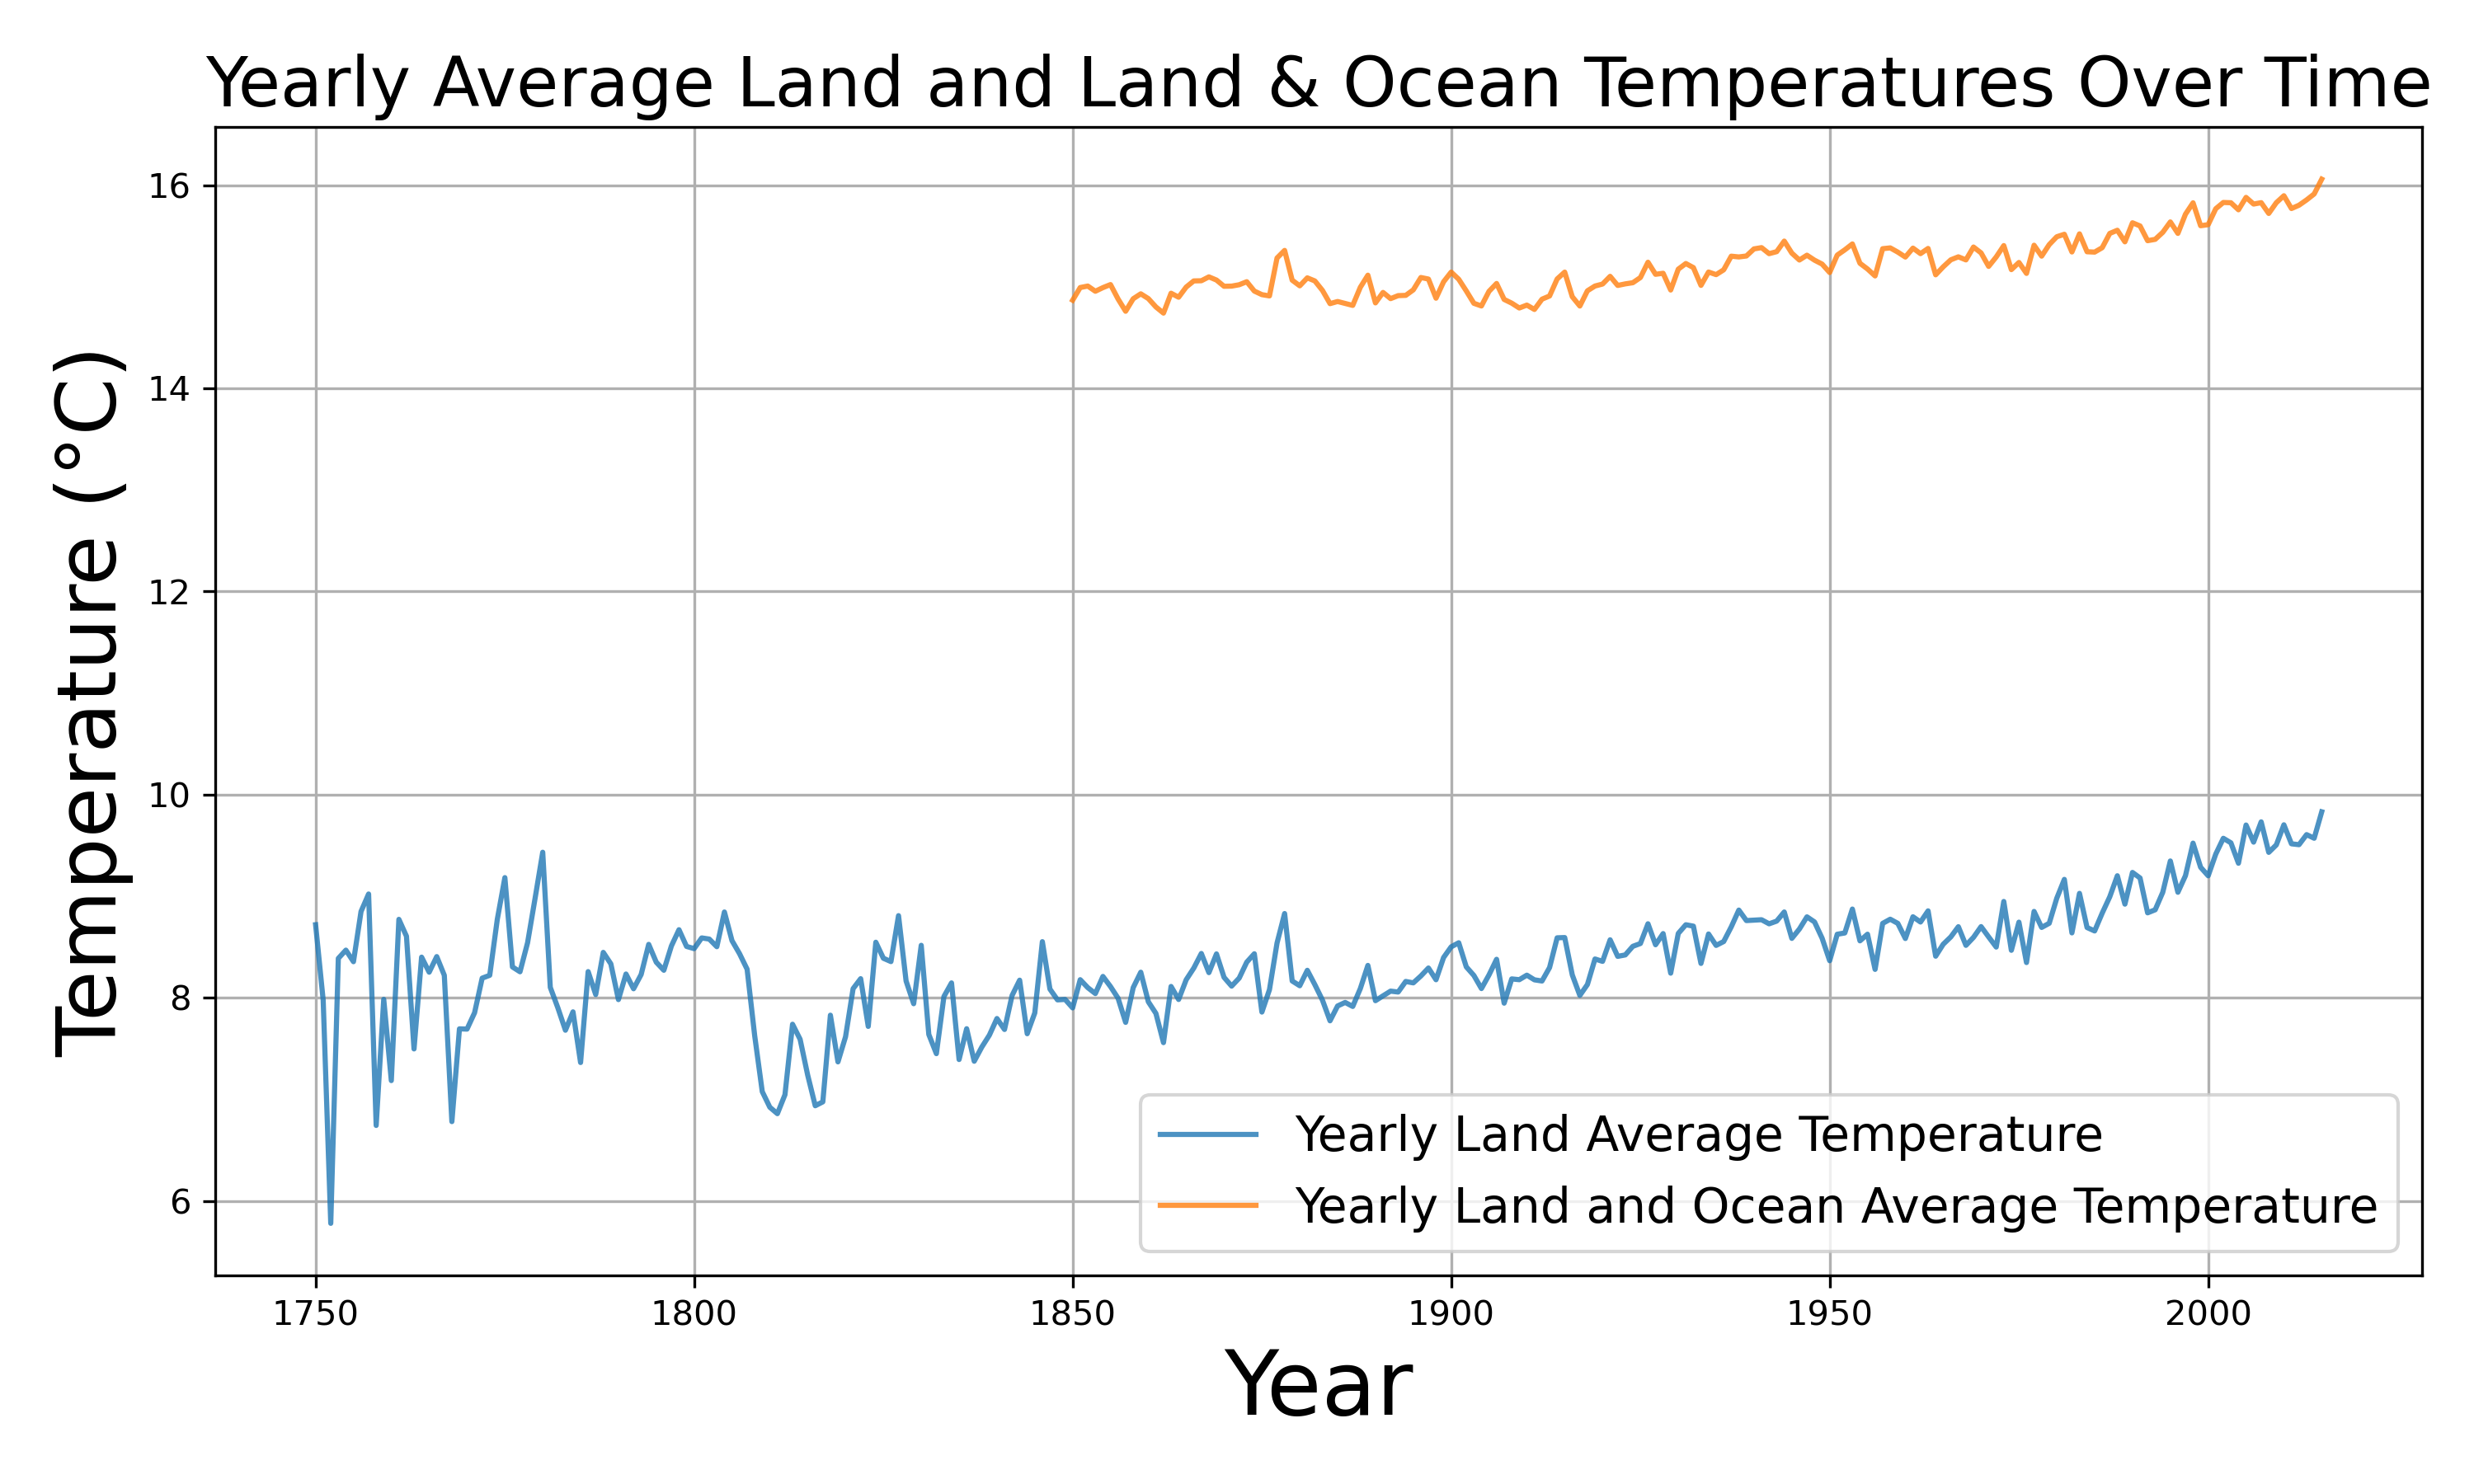 Yearly Average Land and Land & Ocean Temperatures Over Time
Temperature (°C)
16
14
12
10
8
6
Yearly Land Average Temperature
Yearly Land and Ocean Average Temperature
1750 1800 1850 1900 1950 2000
Year